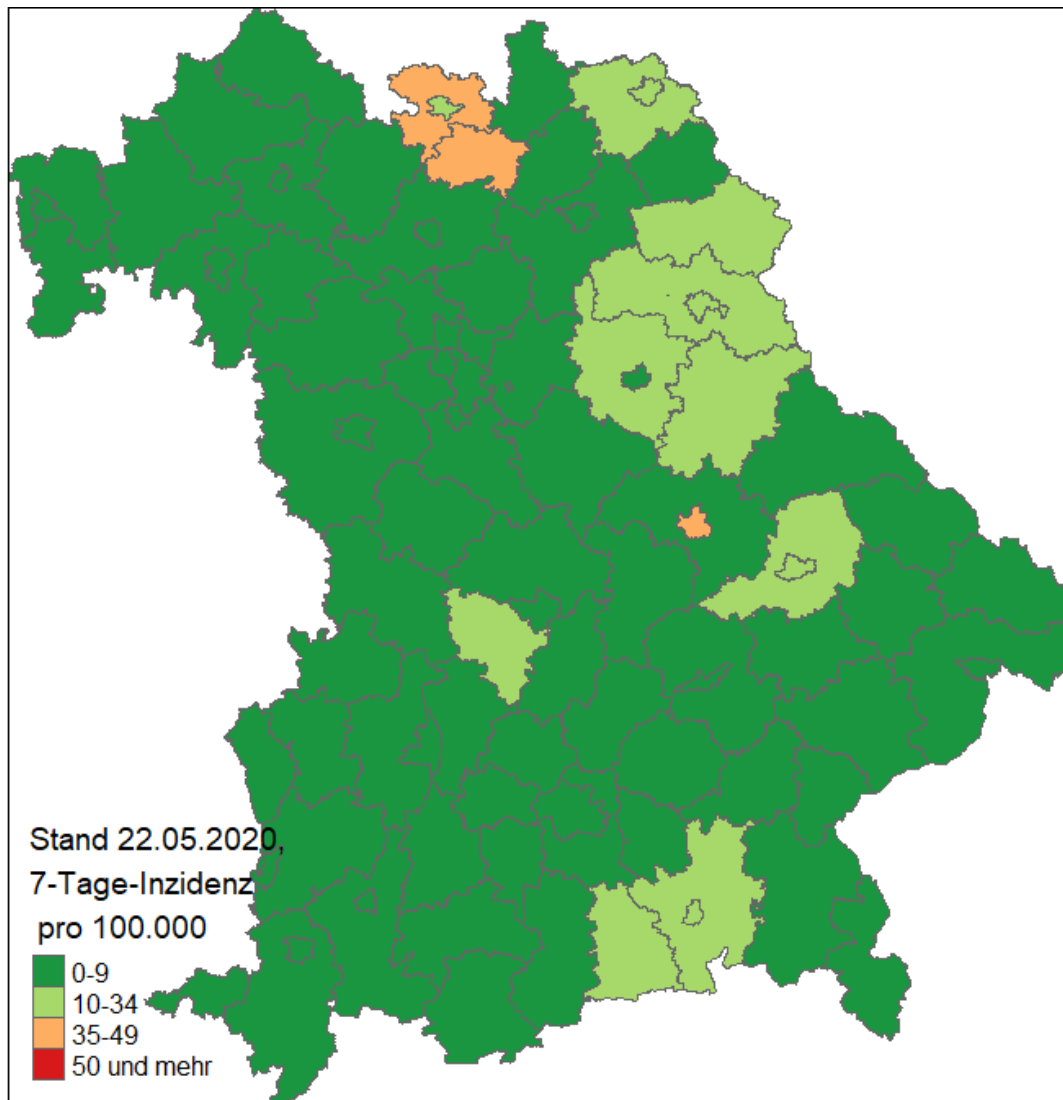 Stand 22.05.2020,
7-Tage-Inzidenz
pro 100.000
0-9
10-34
35-49
50 und mehr